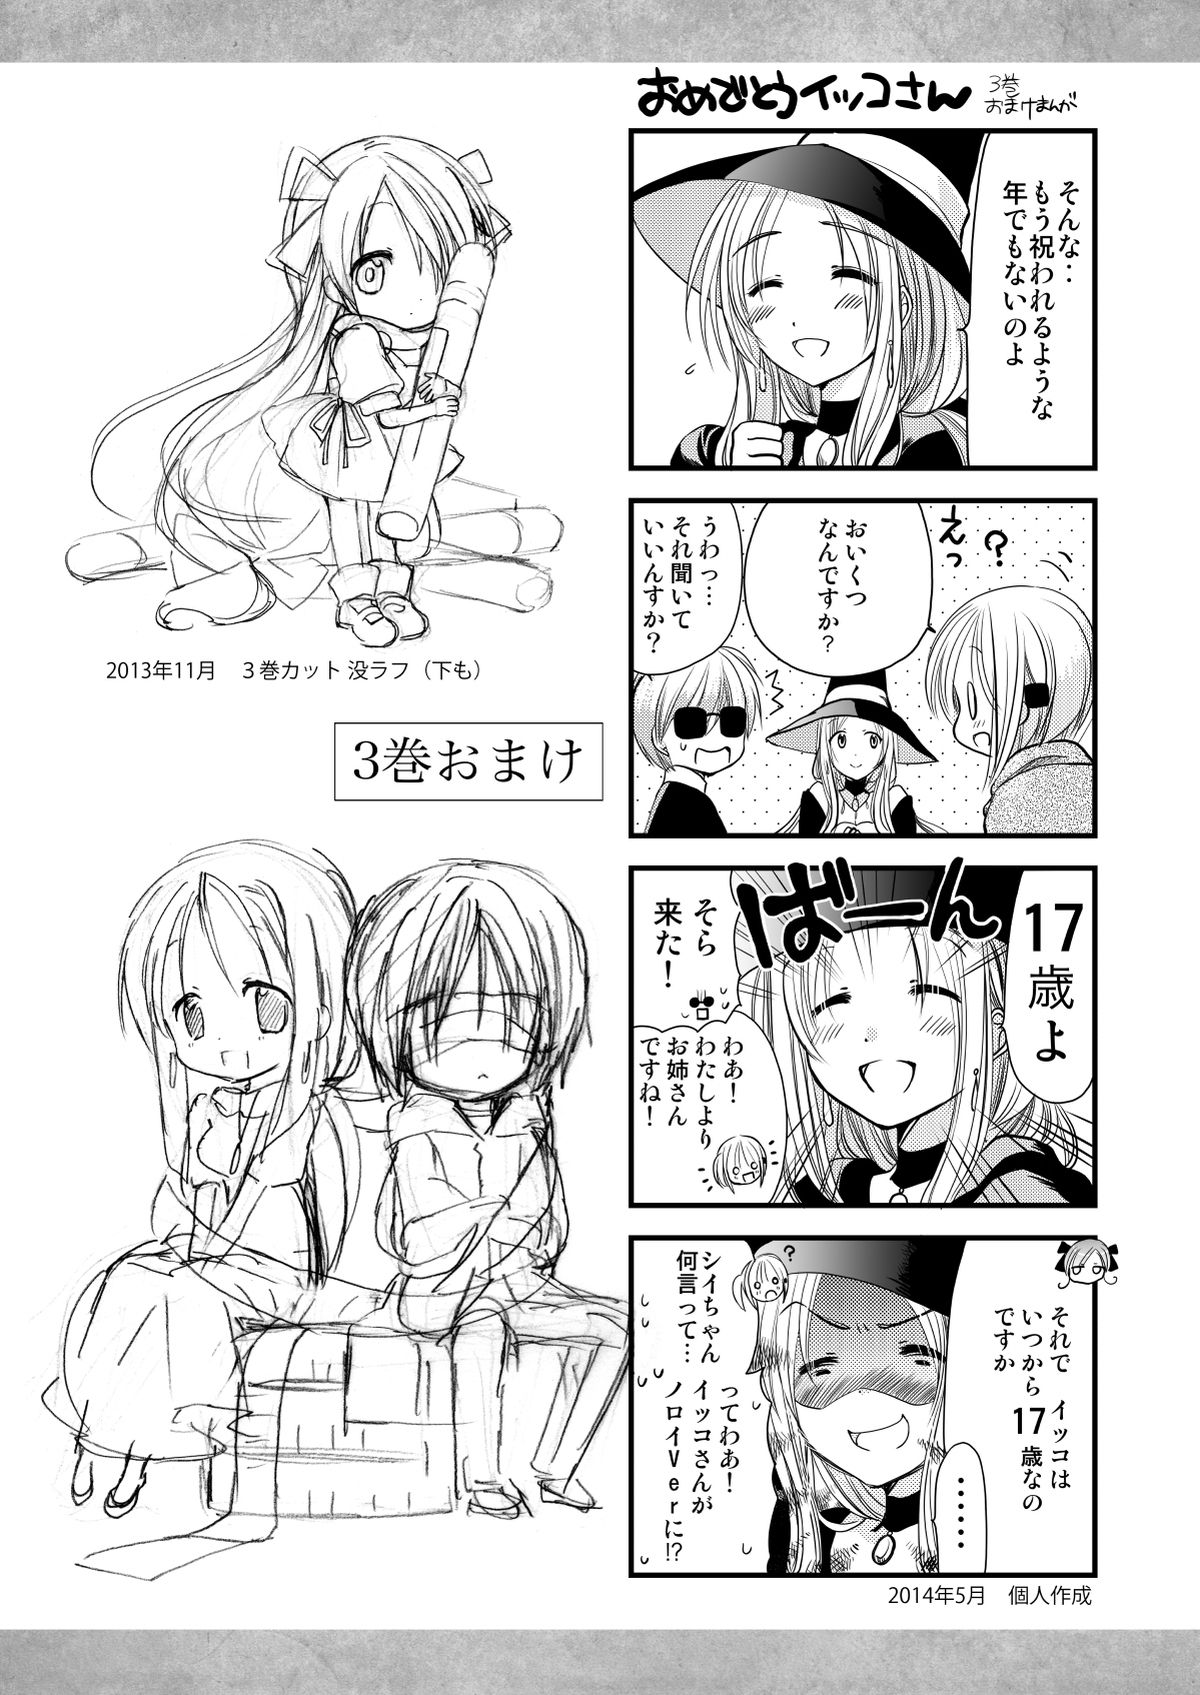 おめでとうイッコさん
3巻
おまけまんが
そんな‥
もう祝われるような
年でもないのよ
えっ
?
おいくつ
なんですか?
うわっ…
それ聞いて
いいんすか?
17歳よ
ばーん
そら
来た!
わあ!
わたしより
お姉さん
ですね!
それで イッコは
いつから17歳なの
ですか
……
?
シイちゃん
何言って…
ってわあ!
イッコさんが
ノロイVerに!?
2014年5月 個人作成
2013年11月 3巻カット 没ラフ（下も）
3巻おまけ